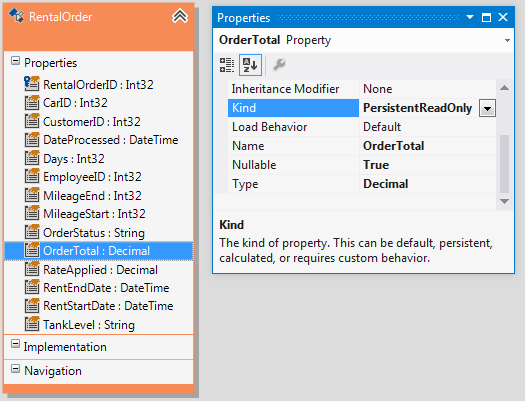 RentalOrder
Properties
RentalOrderID : Int32
CarID : Int32
CustomerID : Int32
DateProcessed : DateTime
Days : Int32
EmployeeID : Int32
MileageEnd : Int32
MileageStart : Int32
OrderStatus : String
OrderTotal : Decimal
RateApplied : Decimal
RentEndDate : DateTime
RentStartDate : DateTime
TankLevel : String
Implementation
Navigation
Properties
OrderTotal Property
Inheritance Modifier None
Kind PersistentReadOnly
Load Behavior Default
Name OrderTotal
Nullable True
Type Decimal
Kind
The kind of property. This can be default, persistent,
calculated, or requires custom behavior.